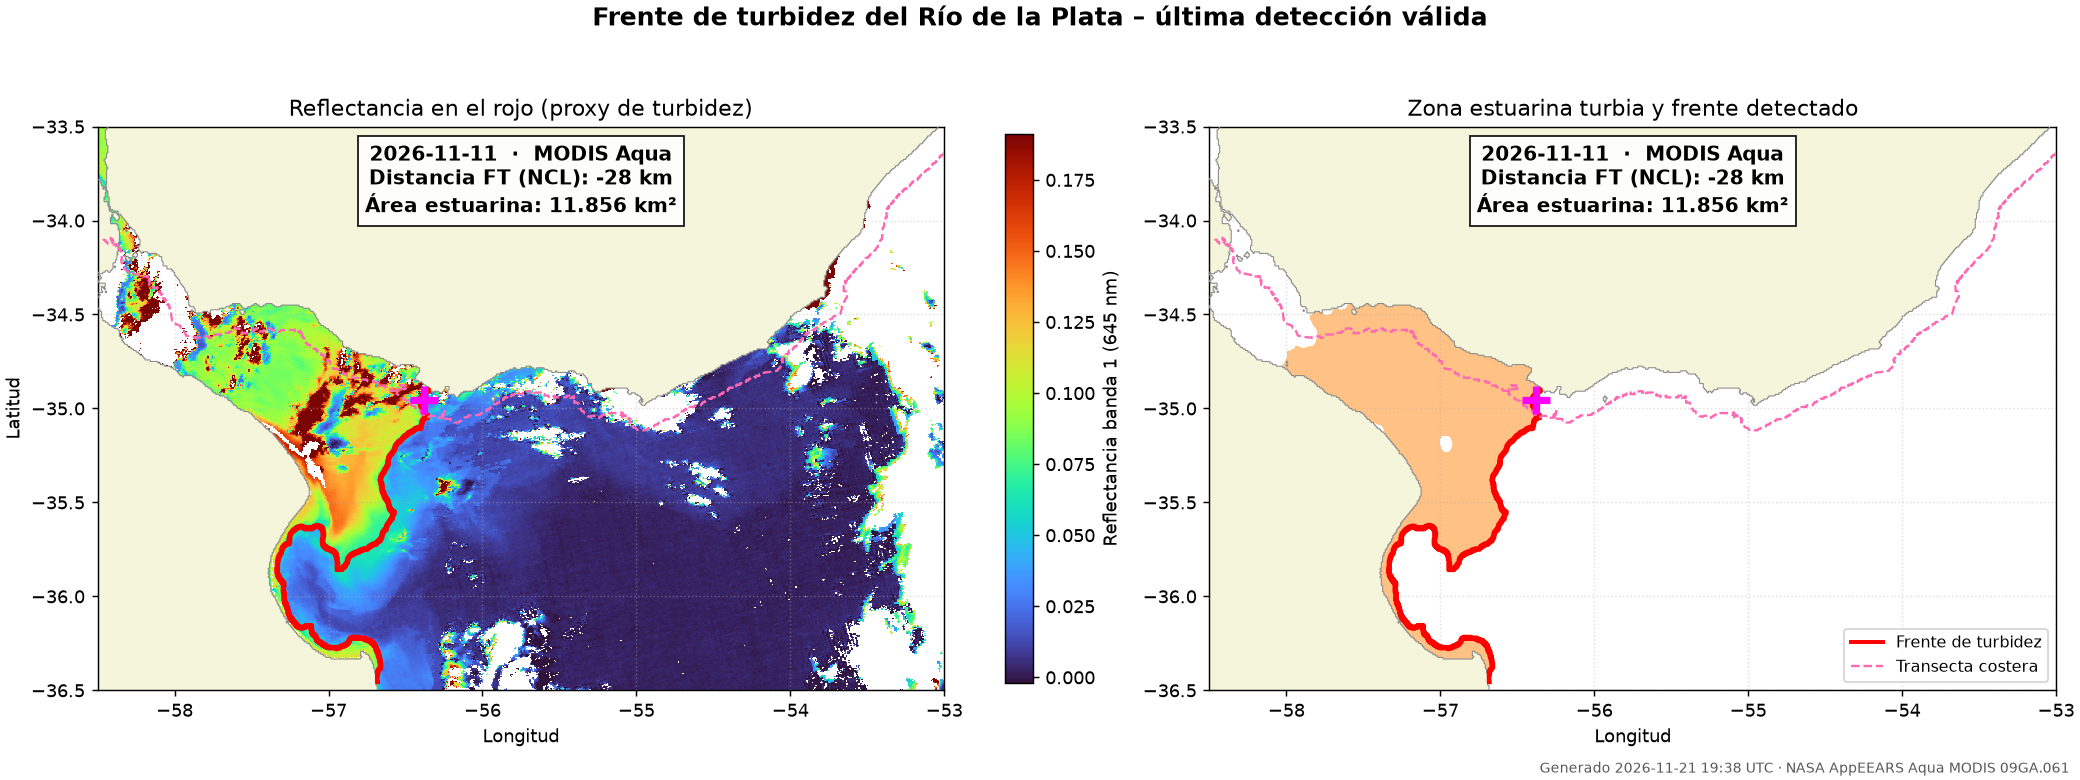 Frente de turbidez del Río de la Plata – última detección válida
Reflectancia en el rojo (proxy de turbidez)
2026-11-11 · MODIS Aqua
Distancia FT (NCL): -28 km
Área estuarina: 11.856 km²
−33.5
−34.0
−34.5
−35.0
−35.5
−36.0
−36.5
Latitud
−58
−57
−56
−55
−54
−53
Longitud
0.175
0.150
0.125
0.100
0.075
0.050
0.025
0.000
Reflectancia banda 1 (645 nm)
Zona estuarina turbia y frente detectado
2026-11-11 · MODIS Aqua
Distancia FT (NCL): -28 km
Área estuarina: 11.856 km²
−33.5
−34.0
−34.5
−35.0
−35.5
−36.0
−36.5
Frente de turbidez
Transecta costera
−58
−57
−56
−55
−54
−53
Longitud
Generado 2026-11-21 19:38 UTC · NASA AppEEARS Aqua MODIS 09GA.061